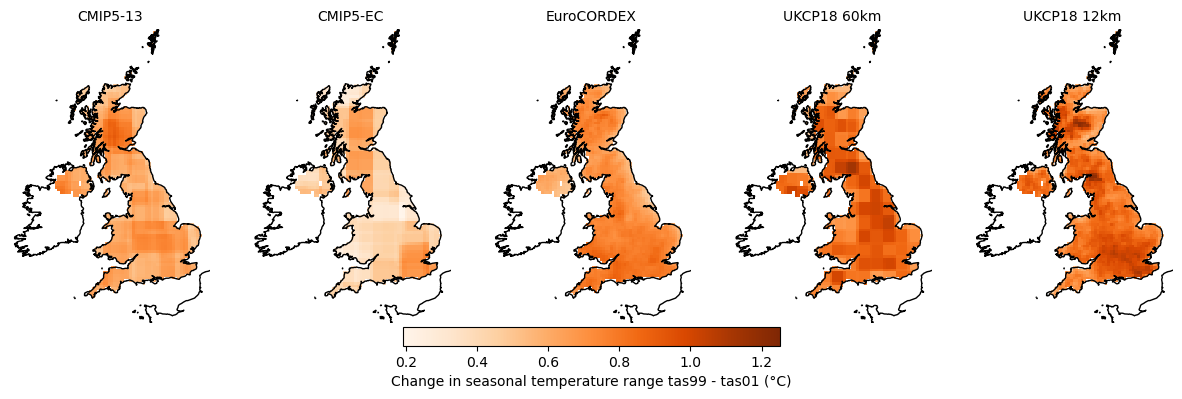 CMIP5-13 CMIP5-EC EuroCORDEX UKCP18 60km UKCP18 12km
0.2 0.4 0.6 0.8 1.0 1.2
Change in seasonal temperature range tas99 - tas01 (°C)